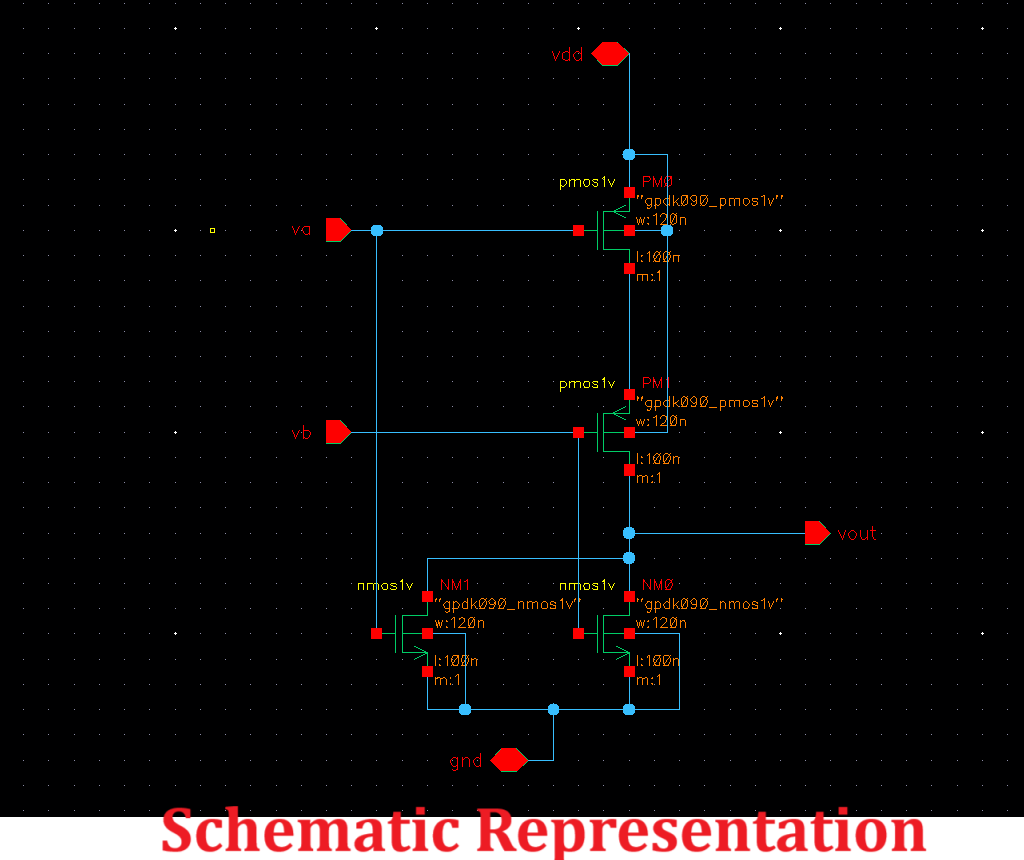 vdd
pmos1v PM0
"gpdk090_pmos1v"
w:120n
va
l:100n
m:1
pmos1v PM1
"gpdk090_pmos1v"
w:120n
vb
l:100n
m:1
vout
nmos1v NM1 nmos1v NM0
"gpdk090_nmos1v" "gpdk090_nmos1v"
w:120n w:120n
l:100n l:100n
m:1 m:1
gnd
Schematic Representation